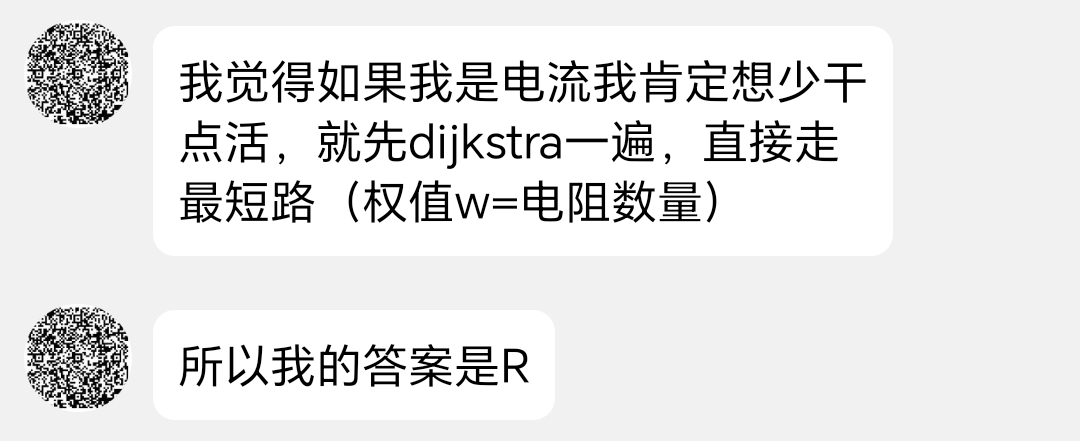 我觉得如果我是电流我肯定想少干
点活，就先dijkstra一遍，直接走
最短路（权值w=电阻数量）
所以我的答案是R